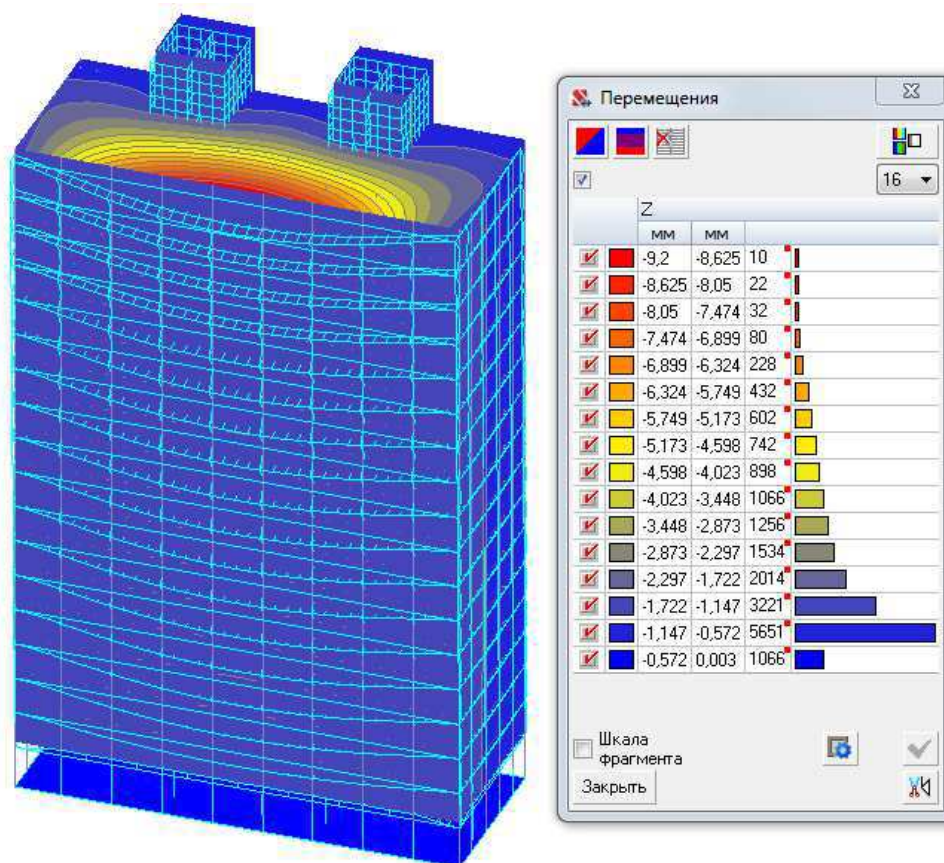 Перемещения
16
Z
мм мм
-9,2 -8,625 10
-8,625 -8,05 22
-8,05 -7,474 32
-7,474 -6,899 80
-6,899 -6,324 228
-6,324 -5,749 432
-5,749 -5,173 602
-5,173 -4,598 742
-4,598 -4,023 898
-4,023 -3,448 1066
-3,448 -2,873 1256
-2,873 -2,297 1534
-2,297 -1,722 2014
-1,722 -1,147 3221
-1,147 -0,572 5651
-0,572 0,003 1066
Шкала
фрагмента
Закрыть